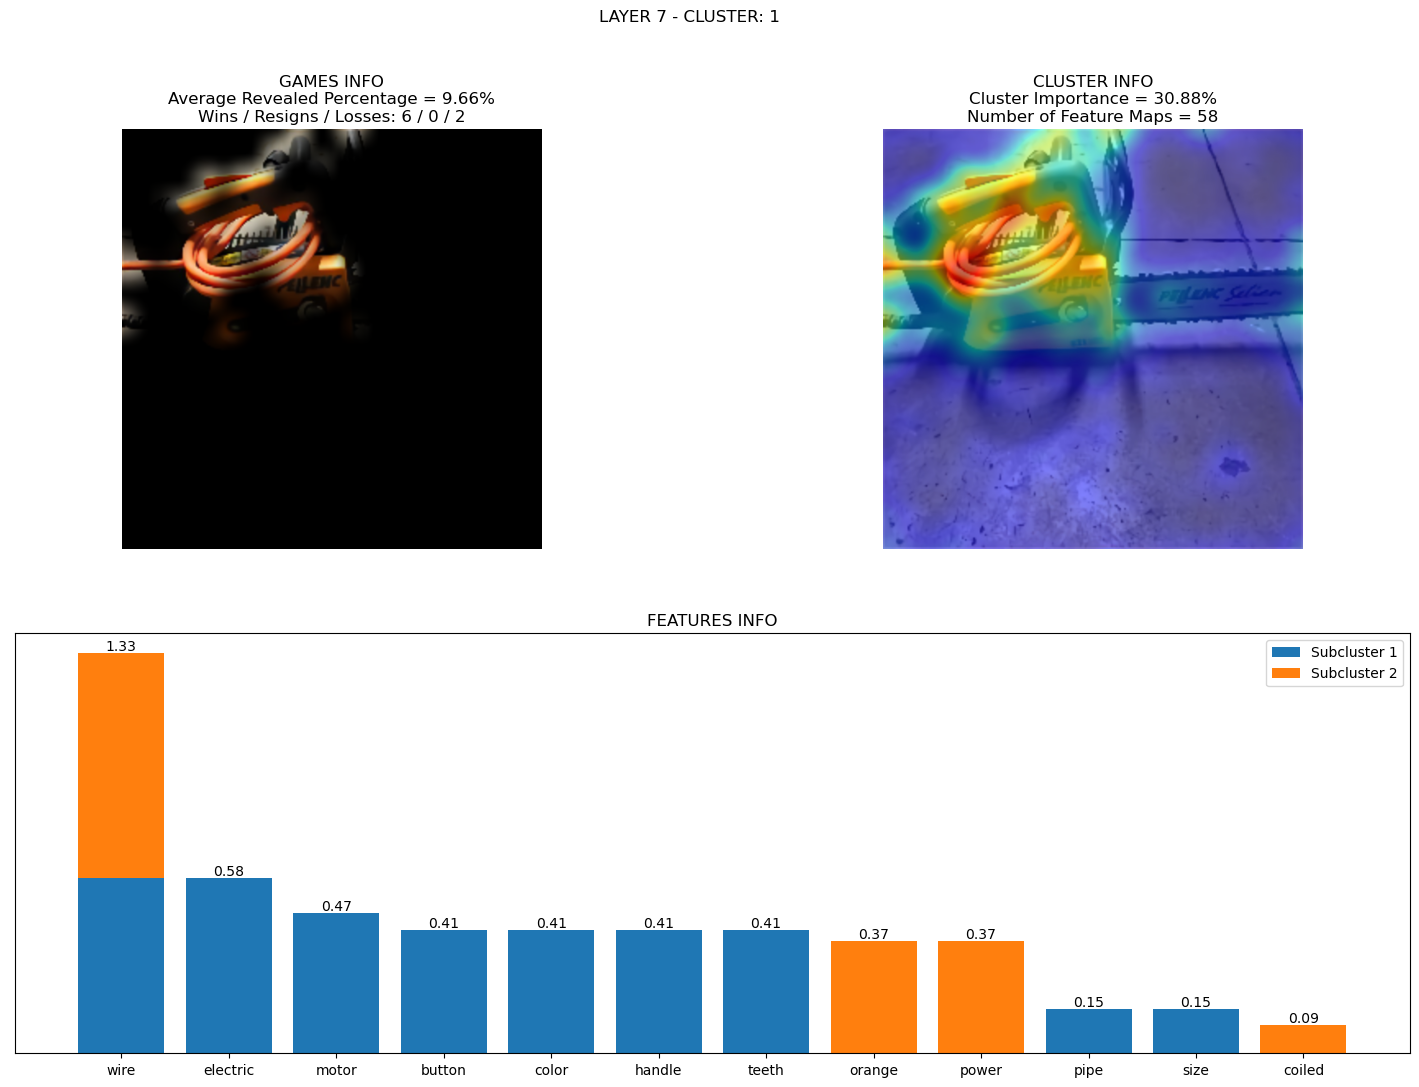 LAYER 7 - CLUSTER: 1
GAMES INFO
Average Revealed Percentage = 9.66%
Wins / Resigns / Losses: 6 / 0 / 2
CLUSTER INFO
Cluster Importance = 30.88%
Number of Feature Maps = 58
PELLENC
PELLENC
PELLENC Selion
FEATURES INFO
Subcluster 1
Subcluster 2
1.33
0.58
0.47
0.41
0.41
0.41
0.41
0.37
0.37
0.15
0.15
0.09
wire
electric
motor
button
color
handle
teeth
orange
power
pipe
size
coiled